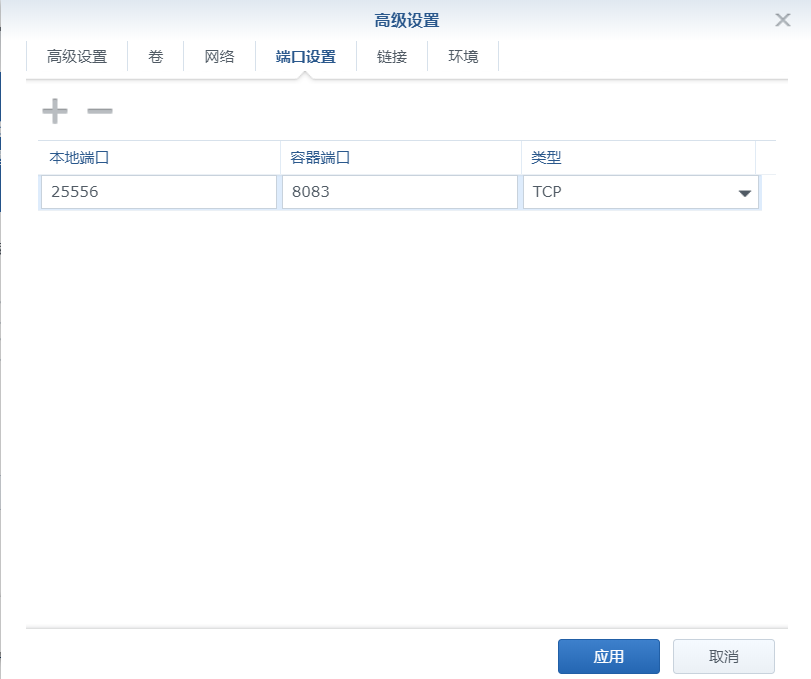 高级设置
高级设置 卷 网络 端口设置 链接 环境
本地端口 容器端口 类型
25556 8083 TCP
应用 取消